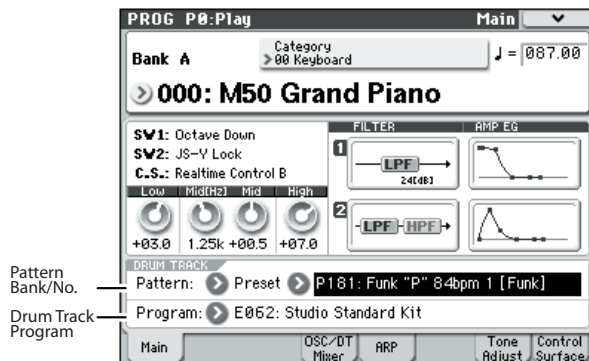 PROG P0:Play Main
Bank A
Category
00 Keyboard
♩ = 087.00
000: M50 Grand Piano
SW1: Octave Down
SW2: JS-Y Lock
C.S.: Realtime Control B
Low Mid[Hz] Mid High
+03.0 1.25k +00.5 +07.0
FILTER AMP EG
1
LPF
24[dB]
2
LPF HPF
DRUM TRACK
Pattern Bank/No.
Pattern: Preset P181: Funk "P" 84bpm 1 [Funk]
Drum Track Program
Program: E062: Studio Standard Kit
Main OSC/DT Mixer ARP Tone Adjust Control Surface